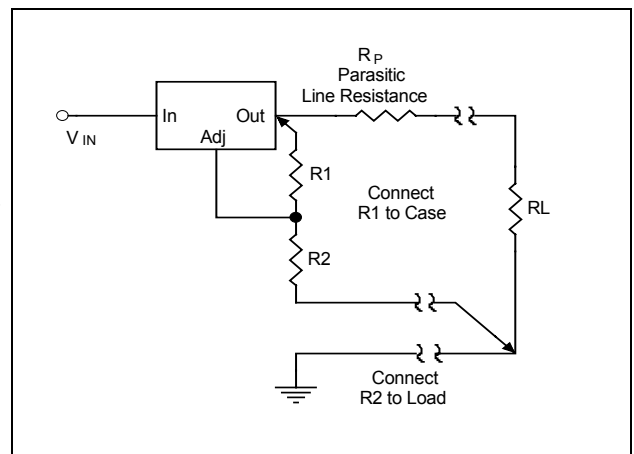 R P
Parasitic
Line Resistance
In
Out
V IN
Adj
R1
Connect
R1 to Case
RL
R2
Connect
R2 to Load